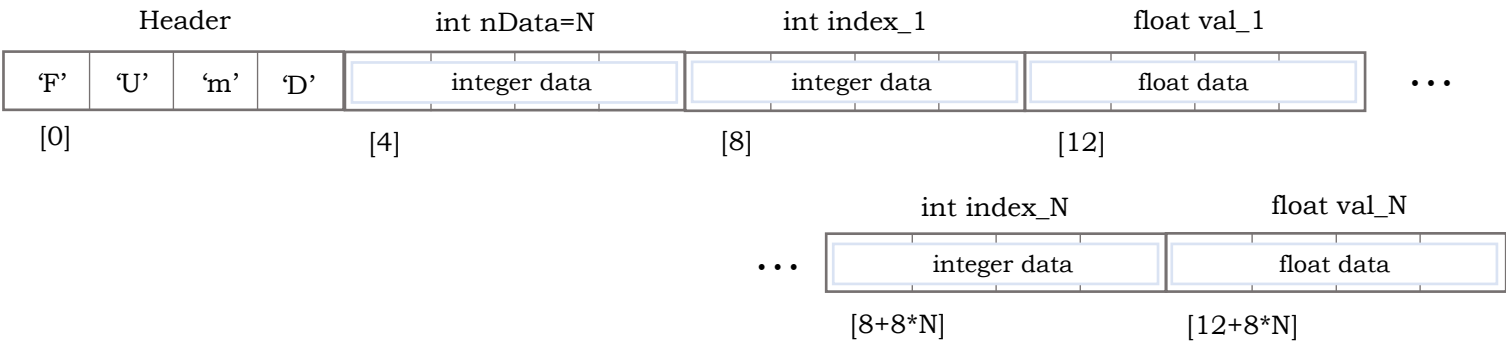 Header int nData=N int index_1 float val_1
‘F’ ‘U’ ‘m’ ‘D’ integer data integer data float data ...
[0] [4] [8] [12]
int index_N float val_N
... integer data float data
[8+8*N] [12+8*N]